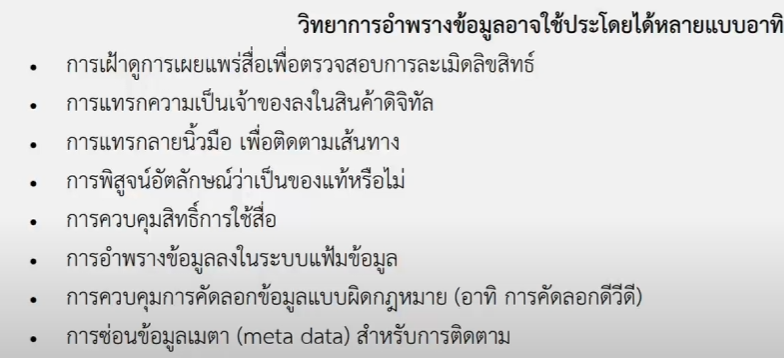 วิทยาการอำพรางข้อมูลอาจใช้ประโยได้หลายแบบอาทิ
• การเฝ้าดูการเผยแพร่สื่อเพื่อตรวจสอบการละเมิดลิขสิทธ์
• การแทรกความเป็นเจ้าของลงในสินค้าดิจิทัล
• การแทรกลายนิ้วมือ เพื่อติดตามเส้นทาง
• การพิสูจน์อัตลักษณ์ว่าเป็นของแท้หรือไม่
• การควบคุมสิทธิ์การใช้สื่อ
• การอำพรางข้อมูลลงในระบบแฟ้มข้อมูล
• การควบคุมการคัดลอกข้อมูลแบบผิดกฎหมาย (อาทิ การคัดลอกดีวีดี)
• การซ่อนข้อมูลเมตา (meta data) สำหรับการติดตาม